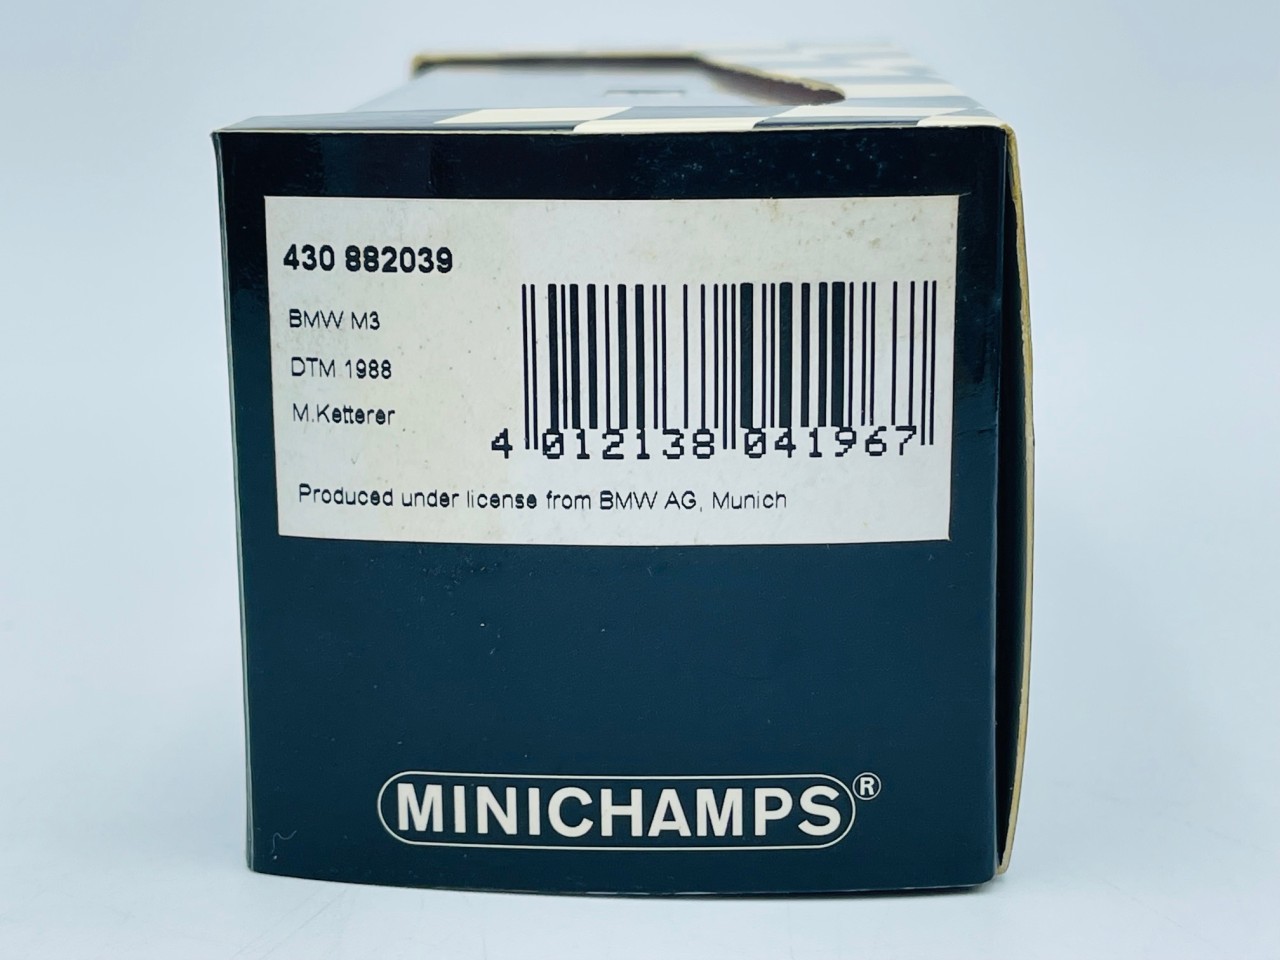 430 882039
BMW M3
DTM 1988
M.Ketterer
4 012138 041967
Produced under license from BMW AG, Munich
MINICHAMPS®